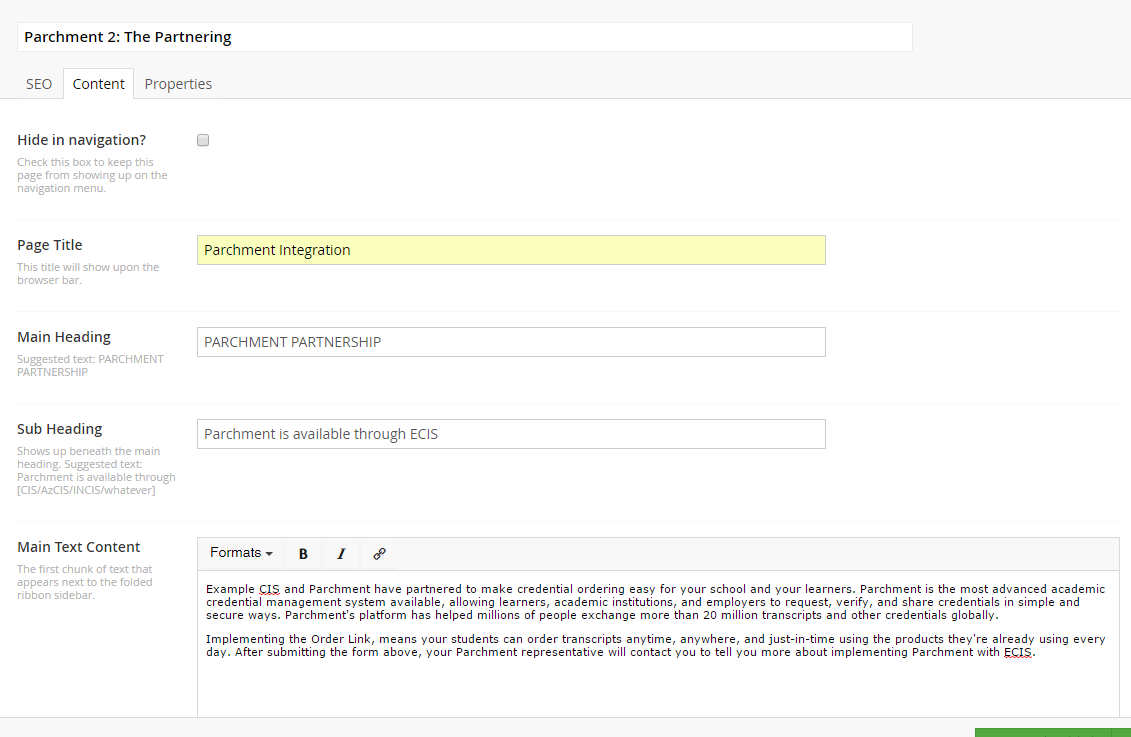 Parchment 2: The Partnering
SEO Content Properties
Hide in navigation?
Check this box to keep this
page from showing up on the
navigation menu.
Page Title
This title will show upon the
browser bar.
Parchment Integration
Main Heading
Suggested text: PARCHMENT
PARTNERSHIP
PARCHMENT PARTNERSHIP
Sub Heading
Shows up beneath the main
heading. Suggested text:
Parchment is available through
[CIS/AzCIS/INCIS/whatever]
Parchment is available through ECIS
Main Text Content
The first chunk of text that
appears next to the folded
ribbon sidebar.
Formats B I
Example CIS and Parchment have partnered to make credential ordering easy for your school and your learners. Parchment is the most advanced academic
credential management system available, allowing learners, academic institutions, and employers to request, verify, and share credentials in simple and
secure ways. Parchment's platform has helped millions of people exchange more than 20 million transcripts and other credentials globally.
Implementing the Order Link, means your students can order transcripts anytime, anywhere, and just-in-time using the products they're already using every
day. After submitting the form above, your Parchment representative will contact you to tell you more about implementing Parchment with ECIS.